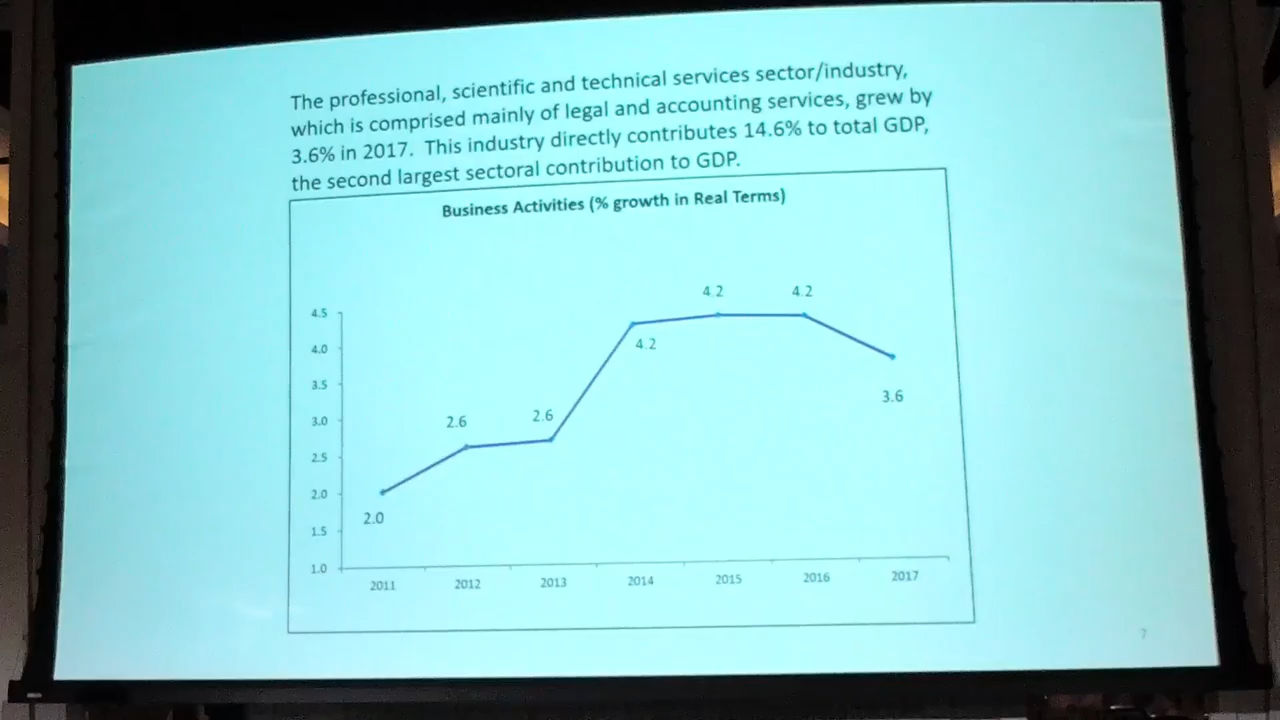 The professional, scientific and technical services sector/industry,
which is comprised mainly of legal and accounting services, grew by
3.6% in 2017. This industry directly contributes 14.6% to total GDP,
the second largest sectoral contribution to GDP.
Business Activities (% growth in Real Terms)
4.2 4.2
4.5
4.2
4.0
3.5
3.6
3.0 2.6 2.6
2.5
2.0
2.0
1.5
1.0
2011 2012 2013 2014 2015 2016 2017
7